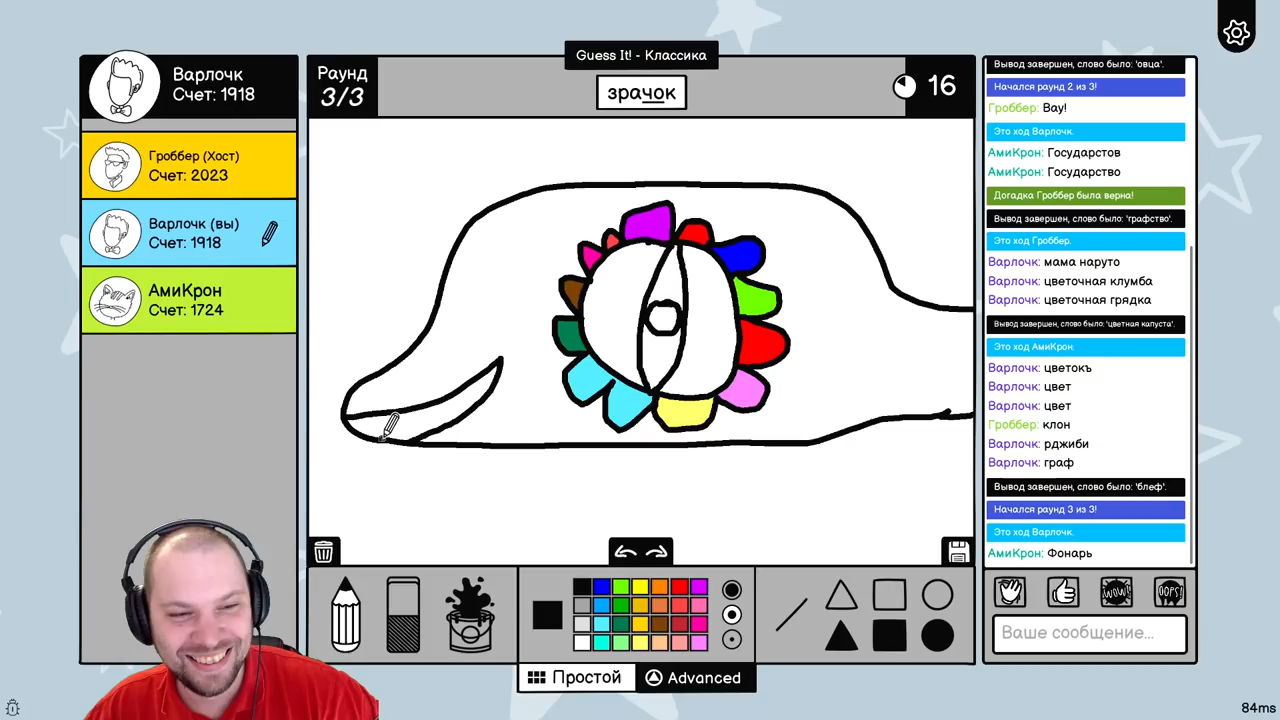 Guess It! - Классика
Варлочк
Счет: 1918
Гроббер (Хост)
Счет: 2023
Варлочк (вы)
Счет: 1918
АмиКрон
Счет: 1724
Раунд
3/3
зрачок
16
Вывод завершен, слово было: 'овца'.
Начался раунд 2 из 3!
Гроббер: Вау!
Это ход Варлочк.
АмиКрон: Государстов
АмиКрон: Государство
Догадка Гроббер была верна!
Вывод завершен, слово было: 'графство'.
Это ход Гроббер.
Варлочк: мама наруто
Варлочк: цветочная клумба
Варлочк: цветочная грядка
Вывод завершен, слово было: 'цветная капуста'.
Это ход АмиКрон.
Варлочк: цветокъ
Варлочк: цвет
Варлочк: цвет
Гроббер: клон
Варлочк: рджиби
Варлочк: граф
Вывод завершен, слово было: 'блеф'.
Начался раунд 3 из 3!
Это ход Варлочк.
АмиКрон: Фонарь
WOW!
OOPS!
Ваше сообщение...
Простой
Advanced
84ms